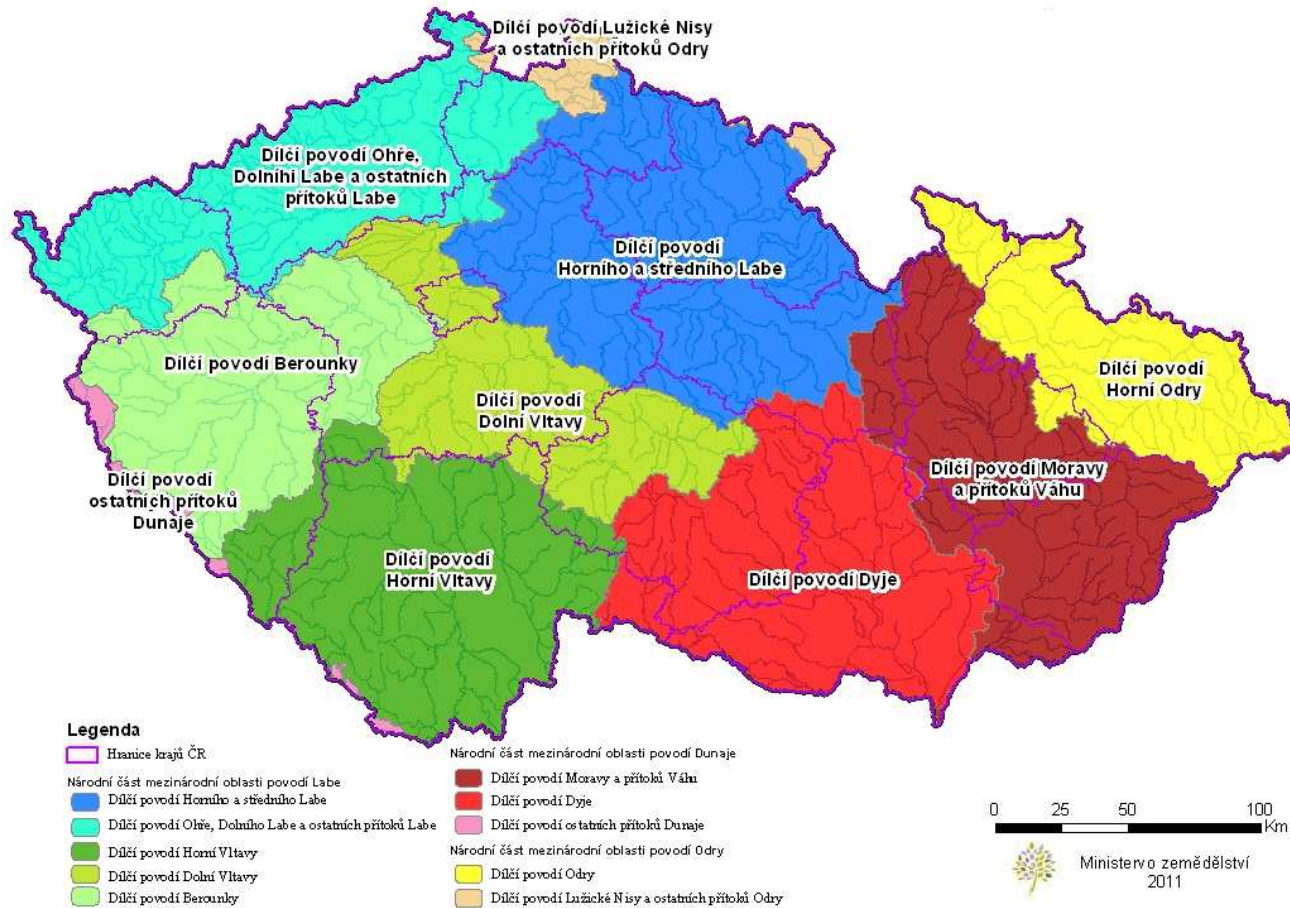 Dílčí povodí Lužické Nisy
a ostatních přítoků Odry
Dílčí povodí Ohře,
Dolníhi Labe a ostatních
přítoků Labe
Dílčí povodí
Horního a středního Labe
Dílčí povodí Berounky
Dílčí povodí
Dolní Vltavy
Dílčí povodí
Horní Odry
Dílčí povodí Moravy
a přítoků Váhu
Dílčí povodí
ostatních přítoků
Dunaje
Dílčí povodí
Horní Vltavy
Dílčí povodí Dyje
Legenda
Hranice krajů ČR
Národní část mezinárodní oblasti povodí Labe
Dílčí povodí Horního a středního Labe
Dílčí povodí Ohře, Dolního Labe a ostatních přítoků Labe
Dílčí povodí Horní Vltavy
Dílčí povodí Dolní Vltavy
Dílčí povodí Berounky
Národní část mezinárodní oblasti povodí Dunaje
Dílčí povodí Moravy a přítoků Váhu
Dílčí povodí Dyje
Dílčí povodí ostatních přítoků Dunaje
Národní část mezinárodní oblasti povodí Odry
Dílčí povodí Odry
Dílčí povodí Lužické Nisy a ostatních přítoků Odry
0 25 50 100
Km
Ministervo zemědělství
2011